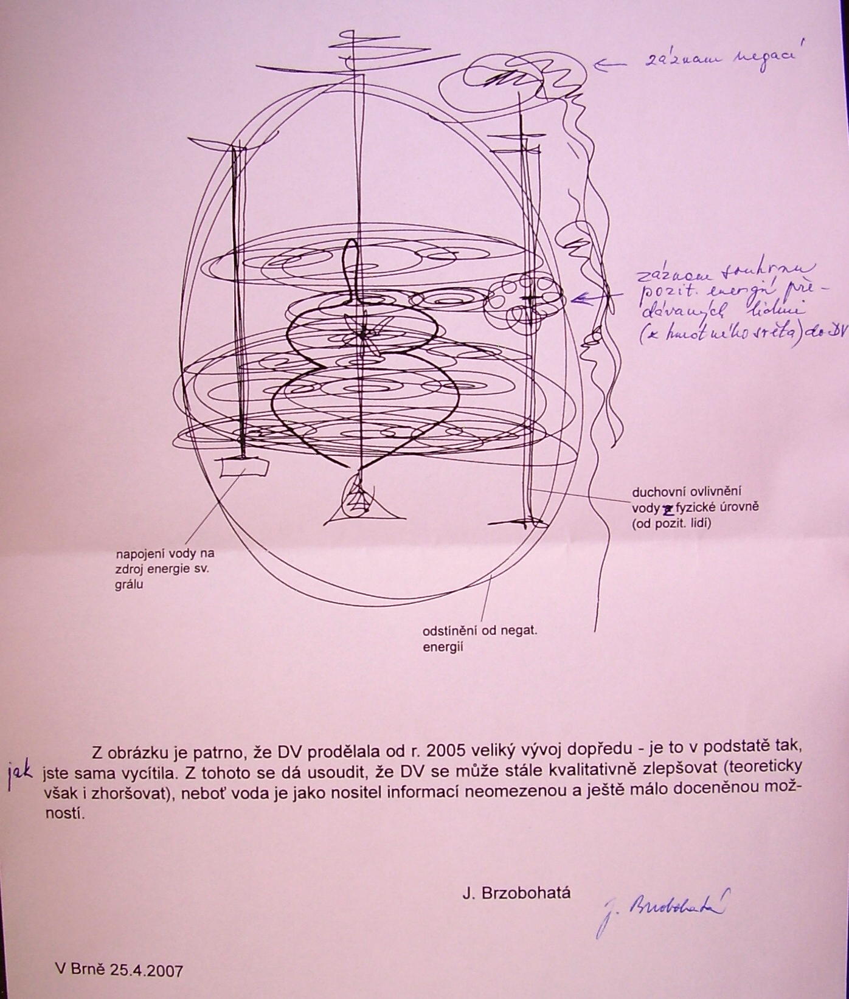 záznam negací
záznam souhrnu
pozit. energií pře-
dávaných lidmi
(z hmotného světa) do DV
duchovní ovlivnění
vody z fyzické úrovně
(od pozit. lidí)
napojení vody na
zdroj energie sv.
grálu
odstínění od negat.
energií
Z obrázku je patrno, že DV prodělala od r. 2005 veliký vývoj dopředu - je to v podstatě tak,
jak jste sama vycítila. Z tohoto se dá usoudit, že DV se může stále kvalitativně zlepšovat (teoreticky
však i zhoršovat), neboť voda je jako nositel informací neomezenou a ještě málo doceněnou mož-
ností.
J. Brzobohatá
J. Brzobohatá
V Brně 25.4.2007